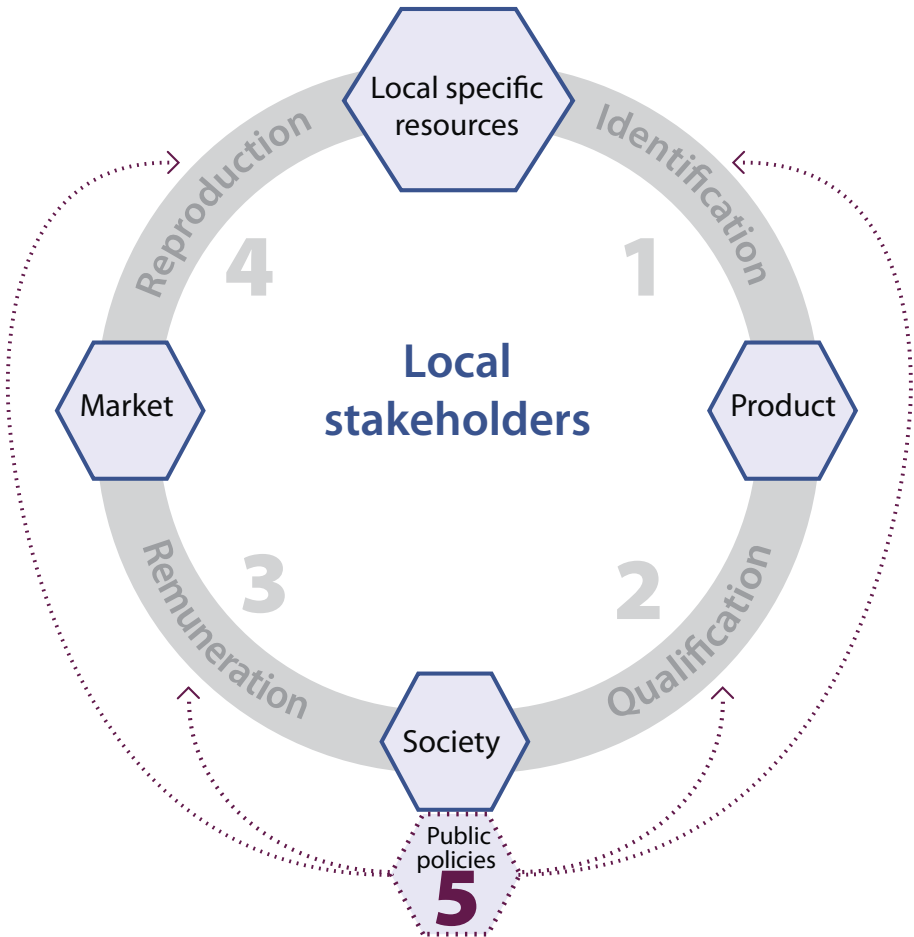 Local specific
resources
Identification
1
Product
2
Qualification
Society
Public
policies
5
3
Remuneration
Market
4
Reproduction
Local
stakeholders